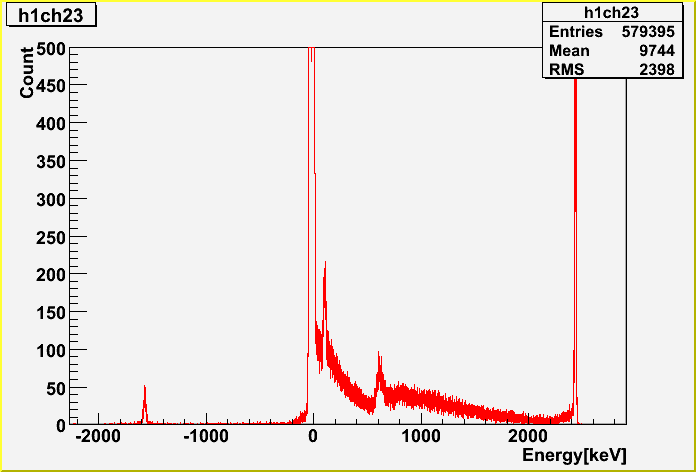 h1ch23
h1ch23
Entries 579395
Mean 9744
RMS 2398
Count
500
450
400
350
300
250
200
150
100
50
0
-2000 -1000 0 1000 2000
Energy[keV]